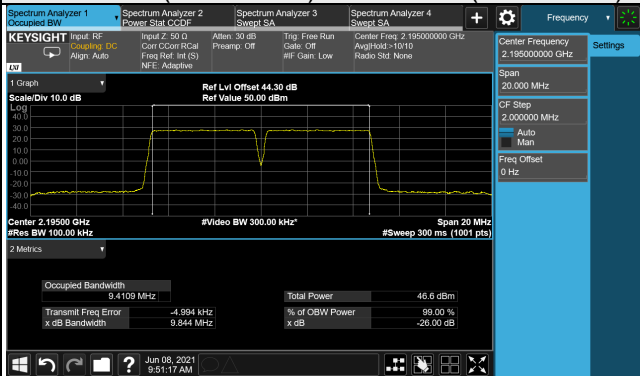 Spectrum Analyzer 1
Occupied BW
Spectrum Analyzer 2
Power Stat CCDF
Spectrum Analyzer 3
Swept SA
Spectrum Analyzer 4
Swept SA
+
Frequency
KEYSIGHT
LXI
Input: RF
Coupling: DC
Align: Auto
Input Z: 50 Ω
Corr CCorr RCal
Freq Ref: Int (S)
NFE: Adaptive
Atten: 30 dB
Preamp: Off
Trig: Free Run
Gate: Off
#IF Gain: Low
Center Freq: 2.195000000 GHz
Avg|Hold:>10/10
Radio Std: None
Center Frequency
2.195000000 GHz
Settings
Span
20.000 MHz
CF Step
2.000000 MHz
Auto
Man
Freq Offset
0 Hz
1 Graph
Scale/Div 10.0 dB
Ref Lvl Offset 44.30 dB
Ref Value 50.00 dBm
Log
40.0
30.0
20.0
10.0
0.00
-10.0
-20.0
-30.0
-40.0
Center 2.19500 GHz
#Video BW 300.00 kHz*
Span 20 MHz
#Res BW 100.00 kHz
#Sweep 300 ms (1001 pts)
2 Metrics
Occupied Bandwidth
9.4109 MHz
Total Power 46.6 dBm
Transmit Freq Error -4.994 kHz
% of OBW Power 99.00 %
x dB Bandwidth 9.844 MHz
x dB -26.00 dB
?
Jun 08, 2021
9:51:17 AM